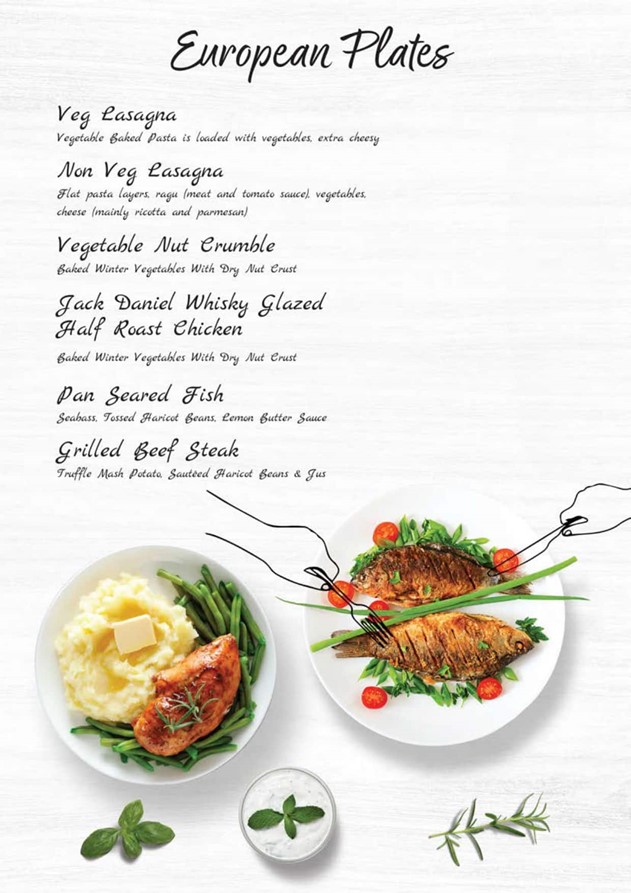 European Plates
Veg Lasagna
Vegetable Baked Pasta is loaded with vegetables, extra cheesy
Non Veg Lasagna
Flat pasta layers, ragu (meat and tomato sauce), vegetables,
cheese (mainly ricotta and parmesan)
Vegetable Nut Crumble
Baked Winter Vegetables With Dry Nut Crust
Jack Daniel Whisky Glazed
Half Roast Chicken
Baked Winter Vegetables With Dry Nut Crust
Pan Seared Fish
Seabass, Tossed Haricot Beans, Lemon Butter Sauce
Grilled Beef Steak
Truffle Mash Potato, Sautèed Haricot Beans & Jus